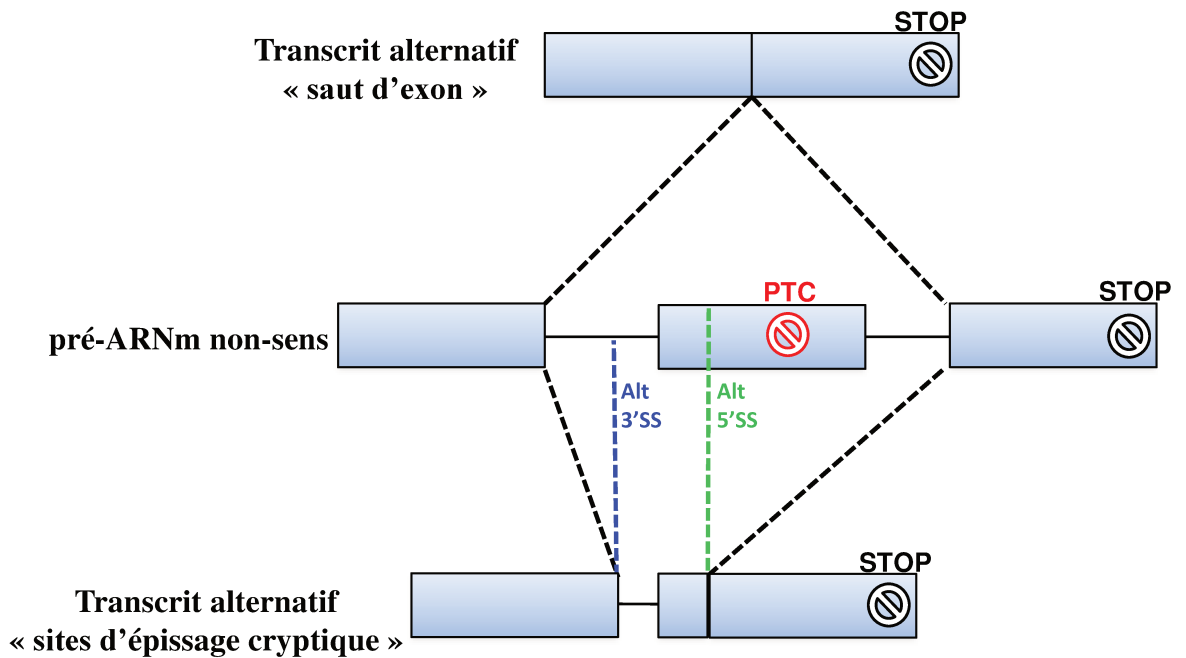 STOP
Transcrit alternatif
« saut d’exon »
PTC
STOP
pré-ARNm non-sens
Alt
3’SS
Alt
5’SS
STOP
Transcrit alternatif
« sites d’épissage cryptique »